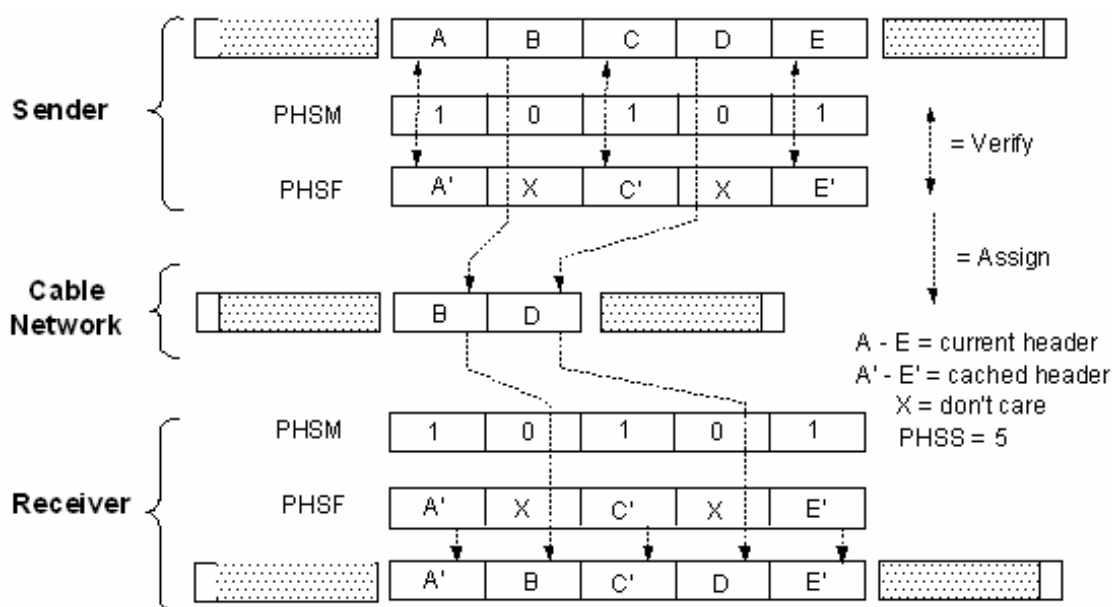 A B C D E
Sender
PHSM 1 0 1 0 1
= Verify
PHSF A' X C' X E'
= Assign
Cable
Network
B D
A - E = current header
A' - E' = cached header
X = don't care
PHSS = 5
PHSM 1 0 1 0 1
Receiver
PHSF A' X C' X E'
A' B C' D E'